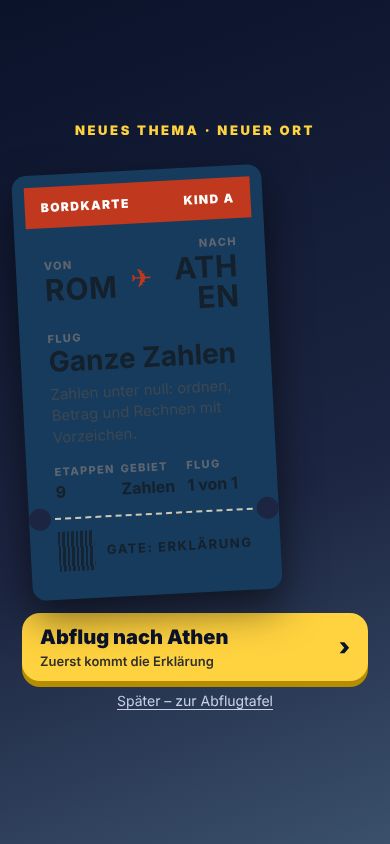 NEUES THEMA · NEUER ORT
BORDKARTE KIND A
VON NACH
ROM ✈ ATH
EN
FLUG
Ganze Zahlen
Zahlen unter null: ordnen,
Betrag und Rechnen mit
Vorzeichen.
ETAPPEN GEBIET FLUG
9 Zahlen 1 von 1
GATE: ERKLÄRUNG
Abflug nach Athen
Zuerst kommt die Erklärung
›
Später – zur Abflugtafel